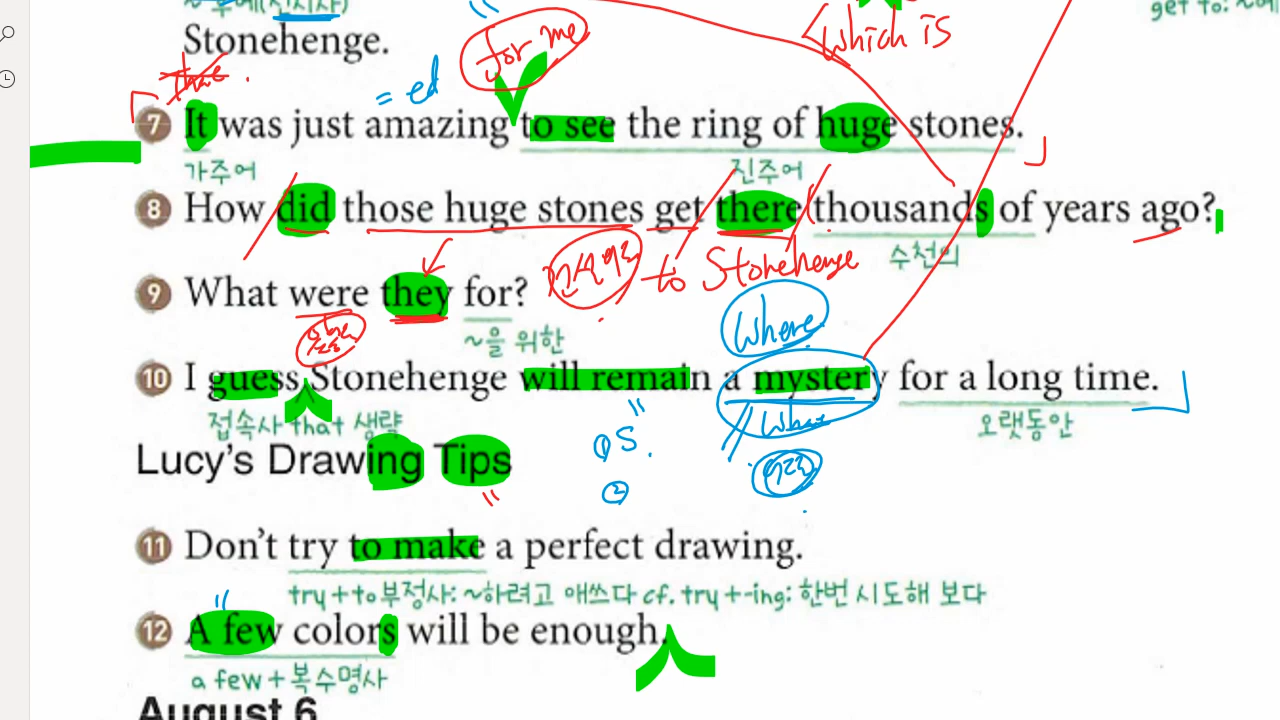 get to: ~에
which is
Stonehenge.
for me
= ed
7 It was just amazing to see the ring of huge stones.
가주어 진주어
8 How did those huge stones get there thousands of years ago?
to Stonehenge 수천의
9 What were they for?
~을 위한
where
10 I guess Stonehenge will remain a mystery for a long time.
접속사 that 생략 오랫동안
① S.
②
Lucy's Drawing Tips
11 Don't try to make a perfect drawing.
try+to부정사: ~하려고 애쓰다 cf. try+-ing: 한번 시도해 보다
12 A few colors will be enough.
a few+복수명사
August 6